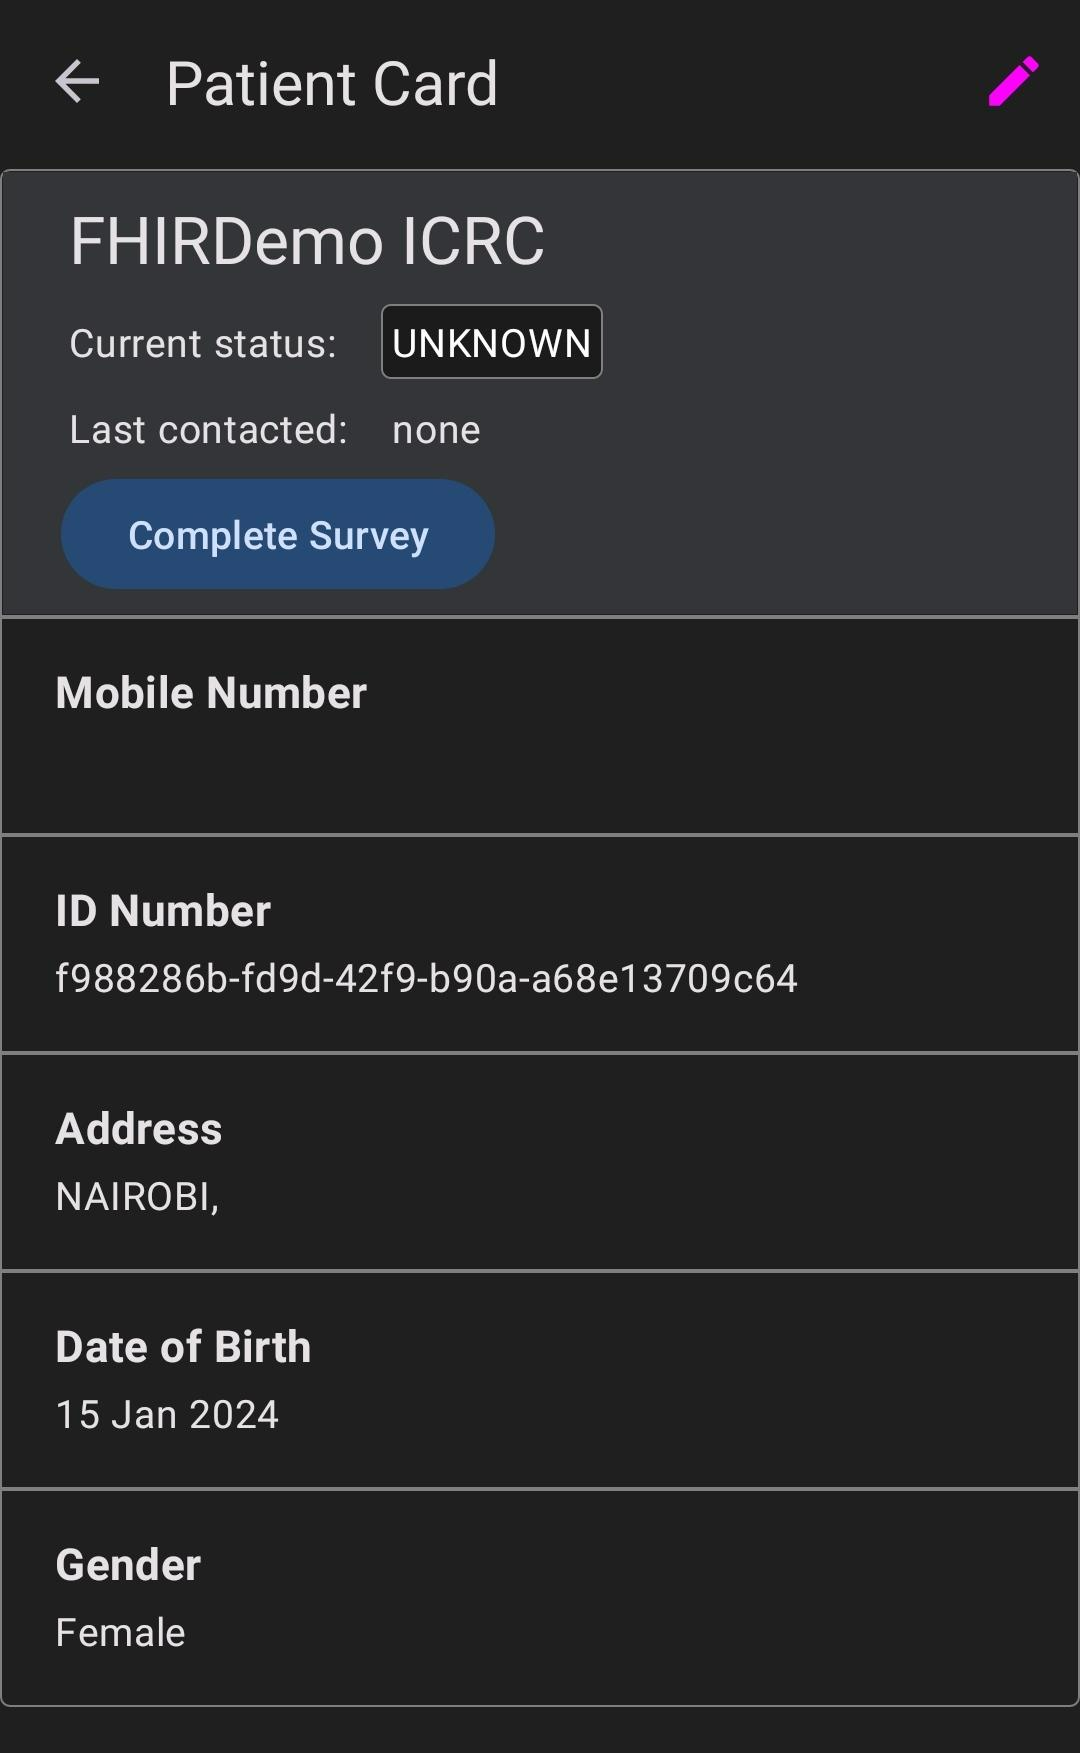 Patient Card
FHIRDemo ICRC
Current status: UNKNOWN
Last contacted: none
Complete Survey
Mobile Number
ID Number
f988286b-fd9d-42f9-b90a-a68e13709c64
Address
NAIROBI,
Date of Birth
15 Jan 2024
Gender
Female